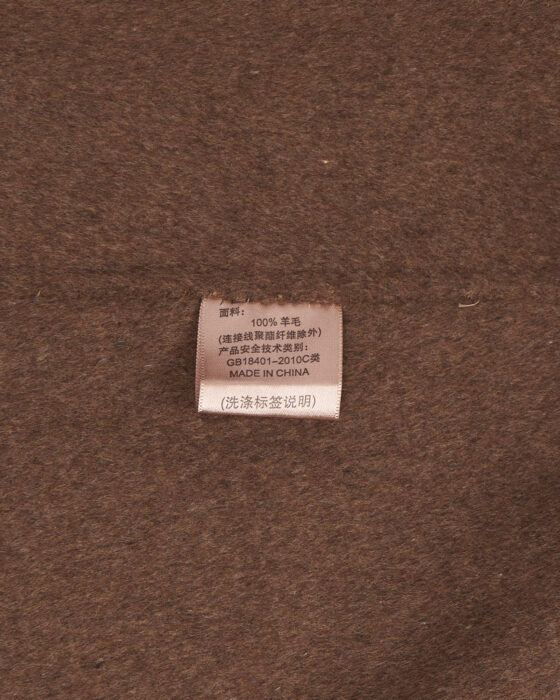 面料：
100% 羊毛
(连接线聚酯纤维除外)
产品安全技术类别：
GB18401-2010C类
MADE IN CHINA
(洗涤标签说明)